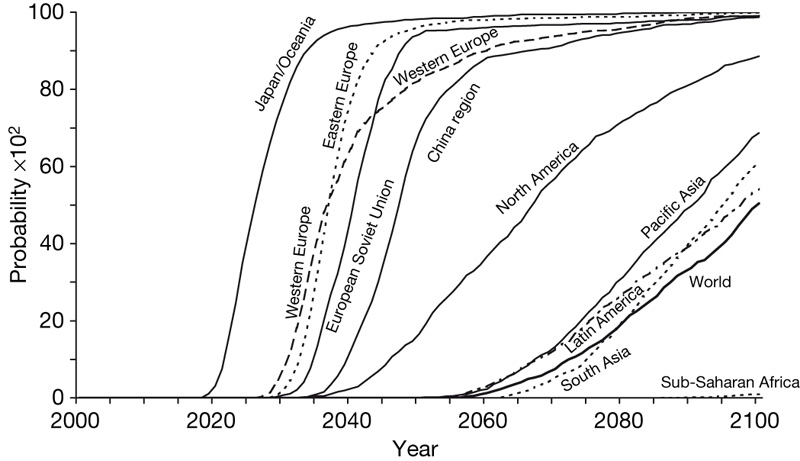 100
80
60
40
20
0
Probability ×10²
Japan/Oceania
Eastern Europe
Western Europe
Western Europe
European Soviet Union
China region
North America
Pacific Asia
Latin America
World
South Asia
Sub-Saharan Africa
2000
2020
2040
2060
2080
2100
Year